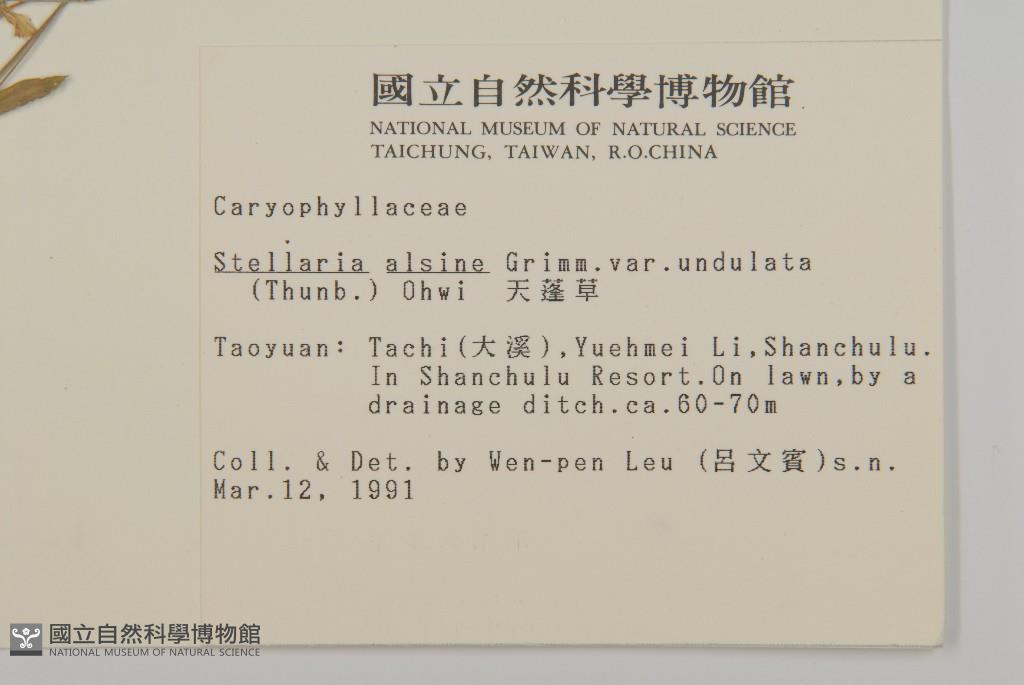 國立自然科學博物館
NATIONAL MUSEUM OF NATURAL SCIENCE
TAICHUNG, TAIWAN, R.O.CHINA
Caryophyllaceae
Stellaria alsine Grimm.var.undulata
(Thunb.) Ohwi 天蓬草
Taoyuan: Tachi(大溪),Yuehmei Li,Shanchulu.
In Shanchulu Resort.On lawn,by a
drainage ditch.ca.60-70m
Coll. & Det. by Wen-pen Leu (呂文賓)s.n.
Mar.12, 1991
國立自然科學博物館
NATIONAL MUSEUM OF NATURAL SCIENCE